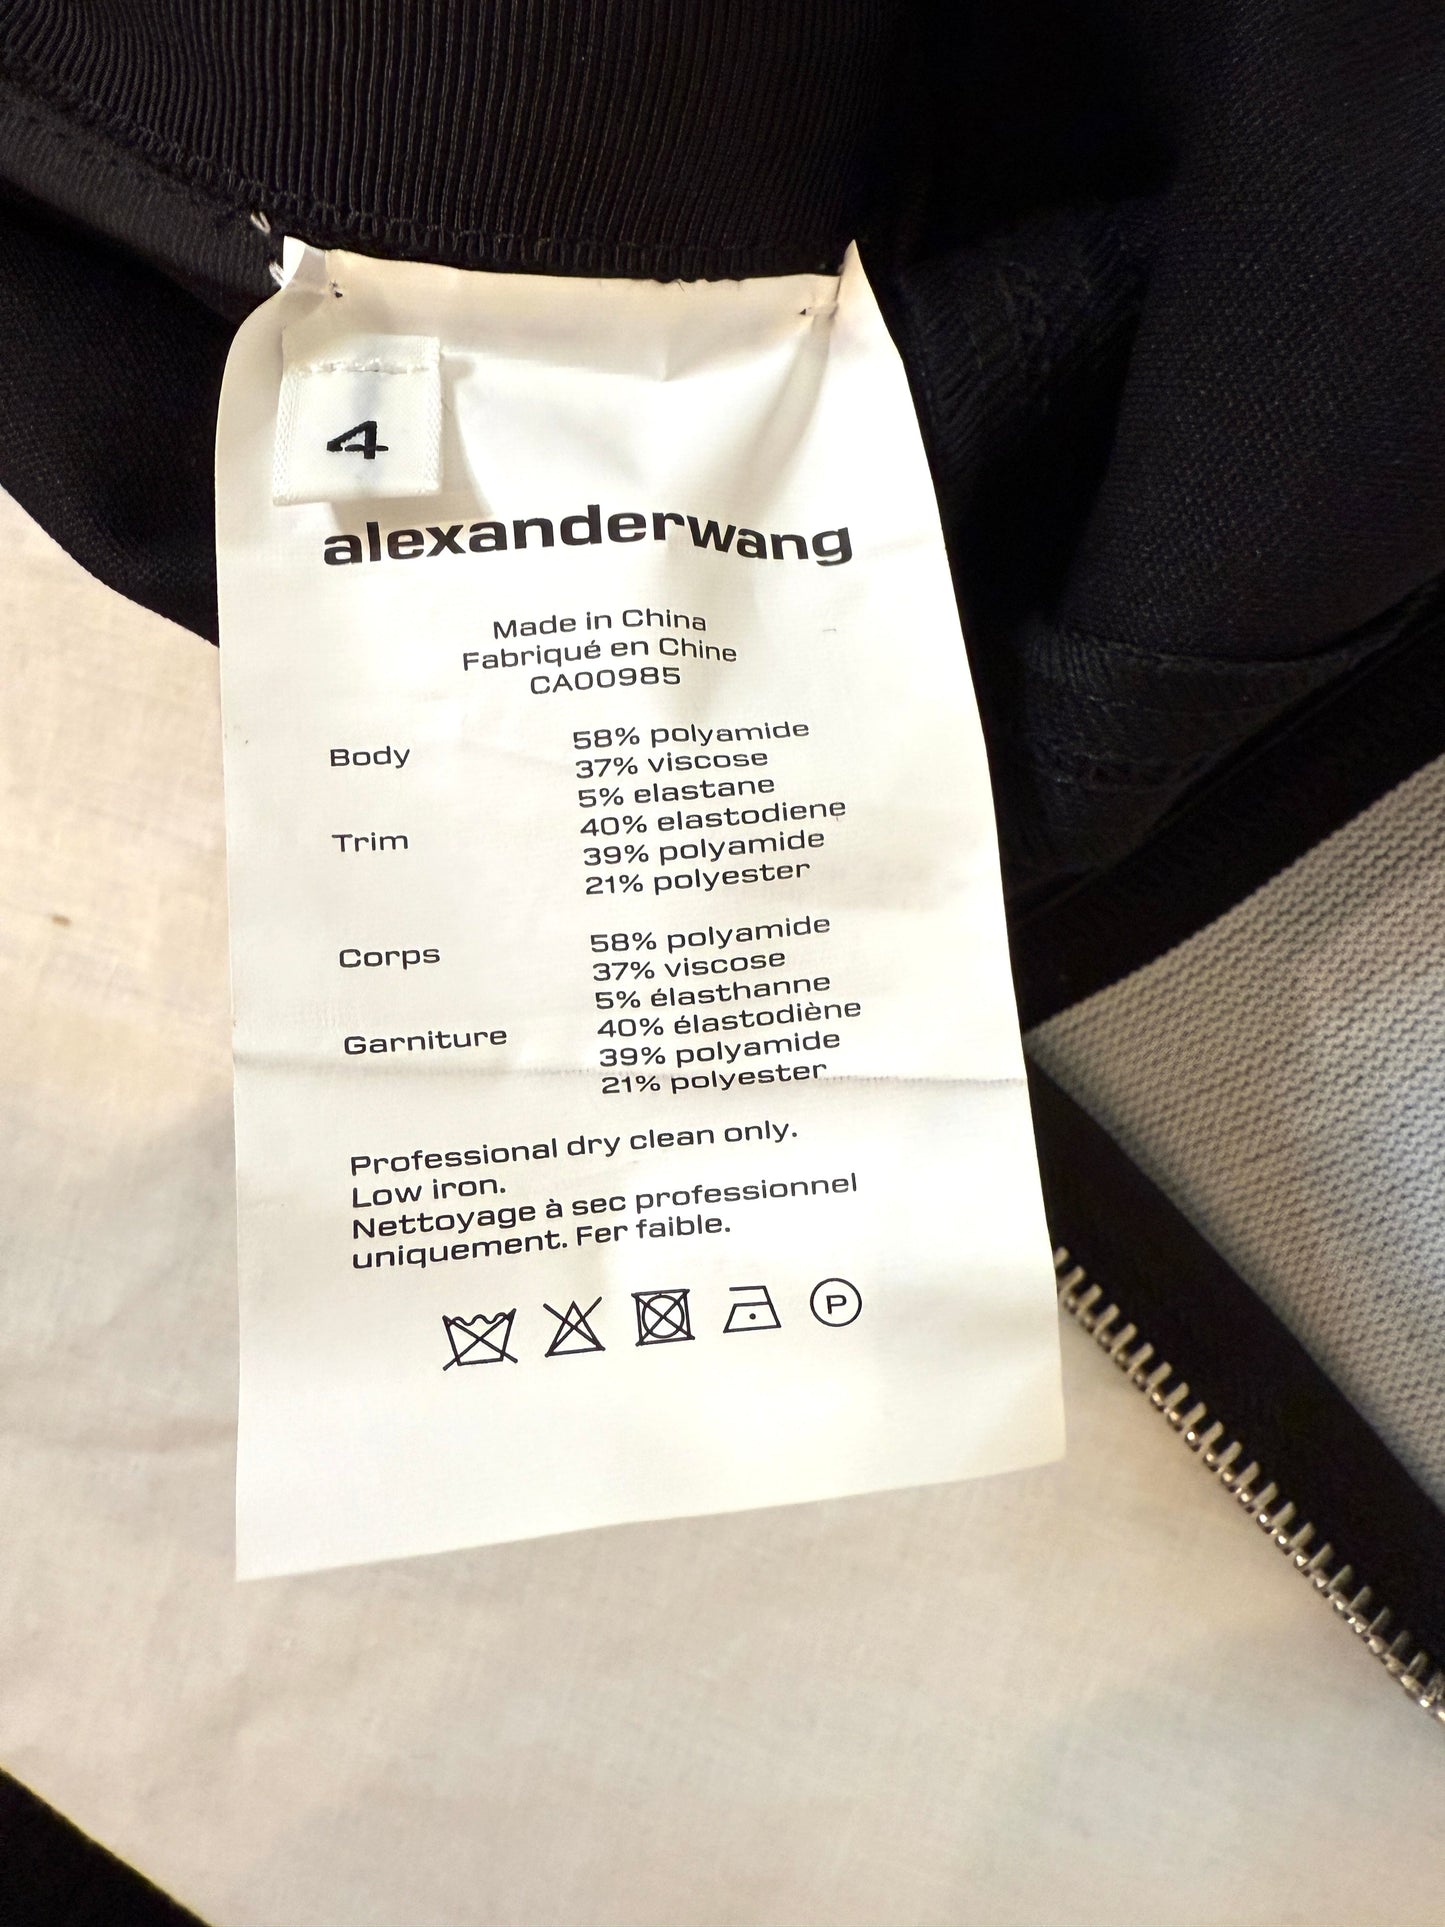 4
alexanderwang
Made in China
Fabriqué en Chine
CA00985
Body 58% polyamide
37% viscose
5% elastane
Trim 40% elastodiene
39% polyamide
21% polyester
Corps 58% polyamide
37% viscose
5% élasthanne
Garniture 40% élastodiène
39% polyamide
21% polyester
Professional dry clean only.
Low iron.
Nettoyage à sec professionnel
uniquement. Fer faible.
P